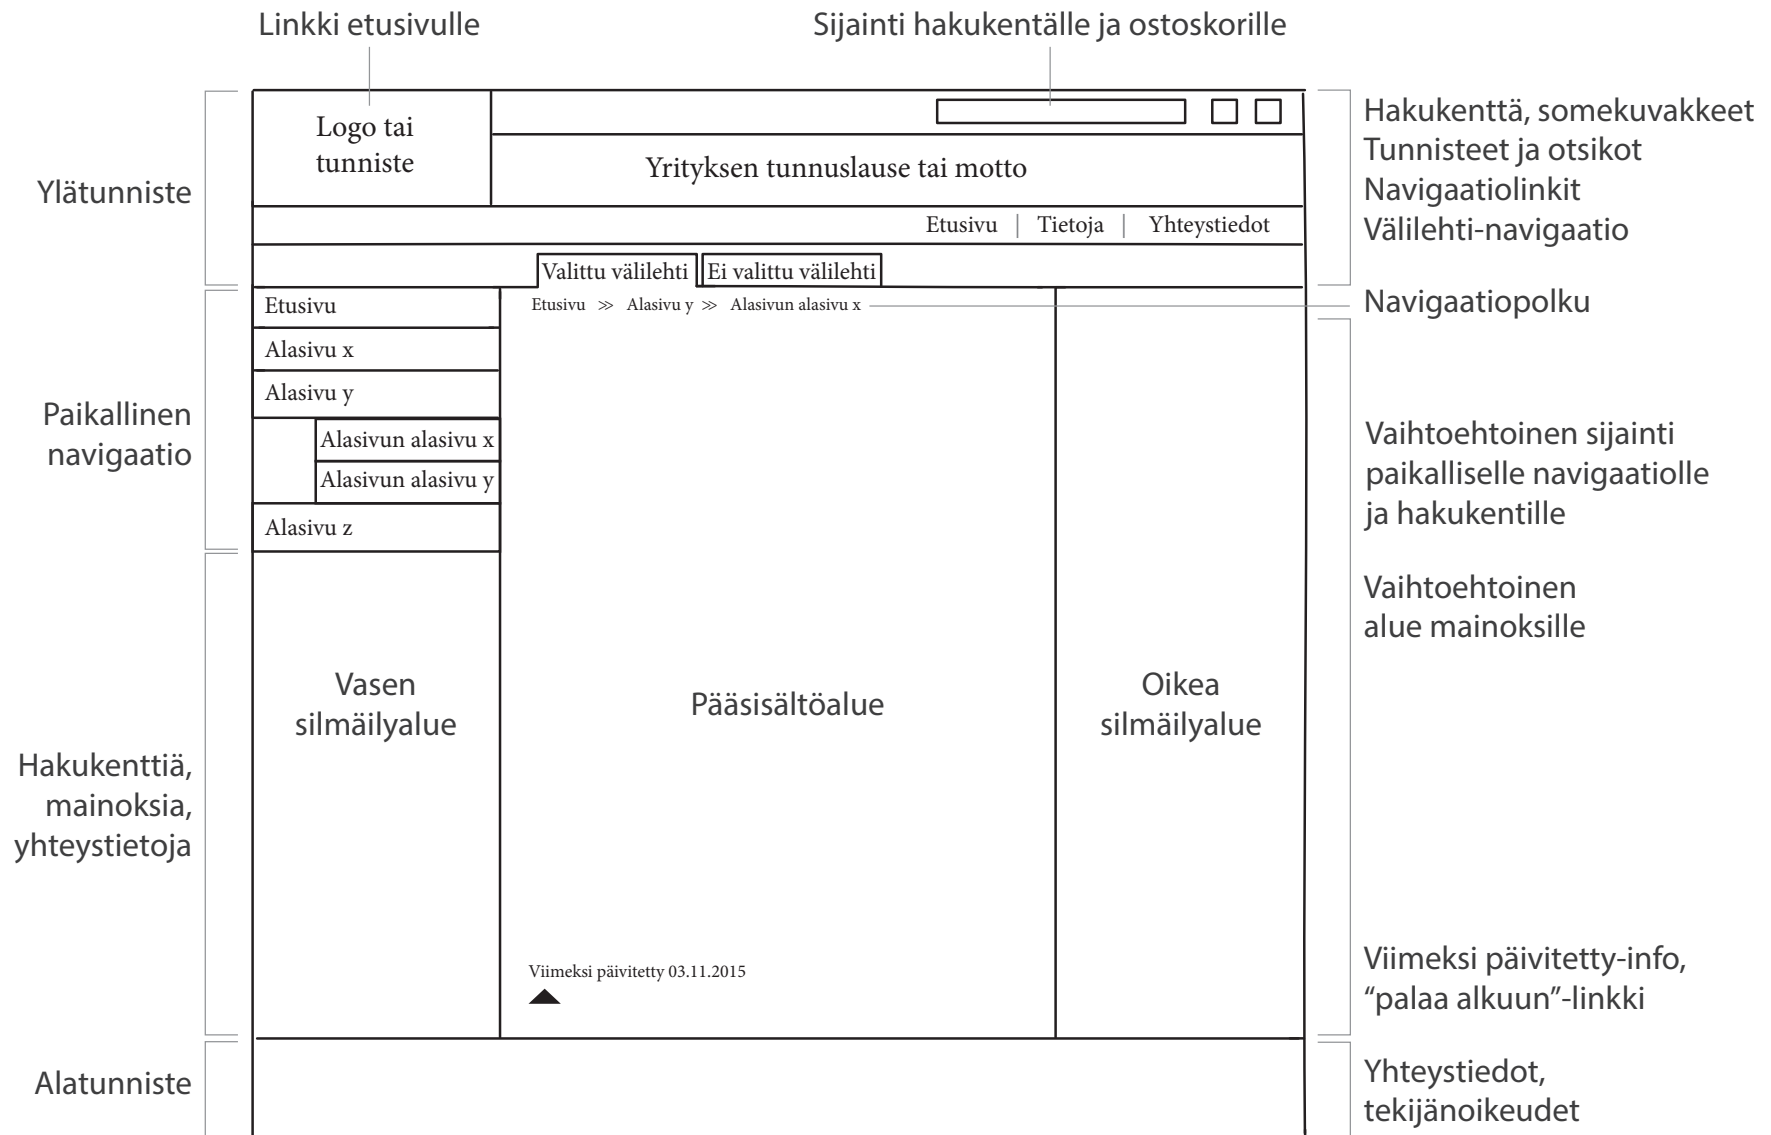 Linkki etusivulle
Sijainti hakukentälle ja ostoskorille
Ylätunniste
Logo tai
tunniste
Yrityksen tunnuslause tai motto
Etusivu | Tietoja | Yhteystiedot
Valittu välilehti
Ei valittu välilehti
Hakukenttä, somekuvakkeet
Tunnisteet ja otsikot
Navigaatiolinkit
Välilehti-navigaatio
Etusivu >> Alasivu y >> Alasivun alasivu x
Navigaatiopolku
Paikallinen
navigaatio
Etusivu
Alasivu x
Alasivu y
Alasivun alasivu x
Alasivun alasivu y
Alasivu z
Vaihtoehtoinen sijainti
paikalliselle navigaatiolle
ja hakukentille
Vaihtoehtoinen
alue mainoksille
Hakukenttiä,
mainoksia,
yhteystietoja
Vasen
silmäilyalue
Pääsisältöalue
Oikea
silmäilyalue
Viimeksi päivitetty 03.11.2015
Viimeksi päivitetty-info,
“palaa alkuun”-linkki
Alatunniste
Yhteystiedot,
tekijänoikeudet